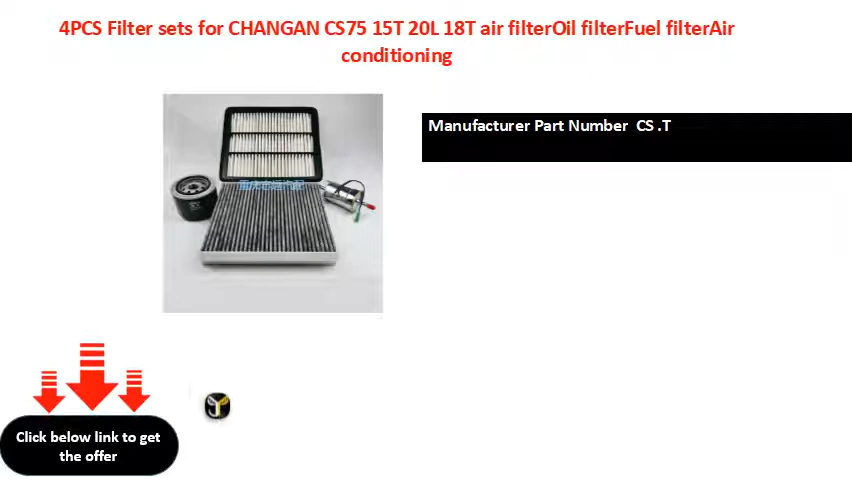 4PCS Filter sets for CHANGAN CS75 15T 20L 18T air filterOil filterFuel filterAir
conditioning
Manufacturer Part Number CS .T
Click below link to get
the offer